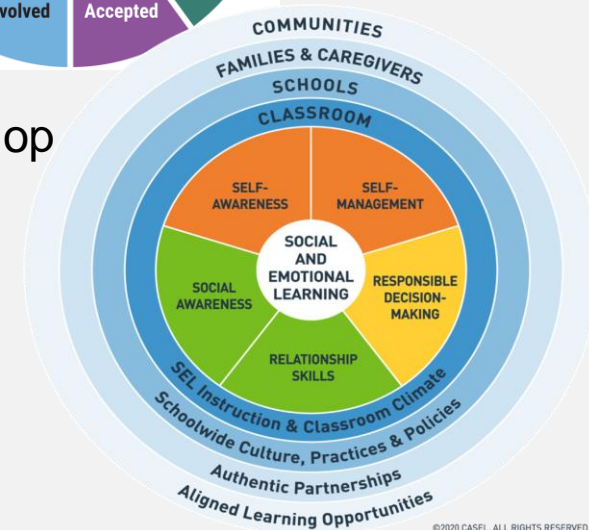 Accepted
op
COMMUNITIES
FAMILIES & CAREGIVERS
SCHOOLS
CLASSROOM
SELF-
AWARENESS
SELF-
MANAGEMENT
SOCIAL
AND
EMOTIONAL
LEARNING
SOCIAL
AWARENESS
RESPONSIBLE
DECISION-
MAKING
RELATIONSHIP
SKILLS
SEL Instruction & Classroom Climate
Schoolwide Culture, Practices & Policies
Authentic Partnerships
Aligned Learning Opportunities
©2020 CASEL. ALL RIGHTS RESERVED